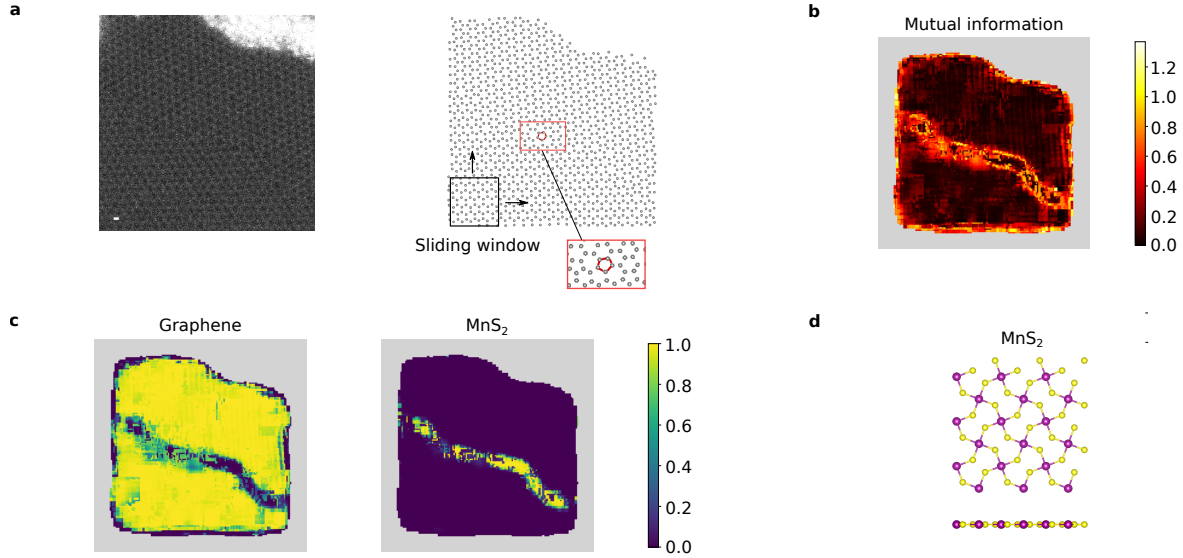 a
Sliding window
b
Mutual information
1.2
1.0
0.8
0.6
0.4
0.2
0.0
c
Graphene
MnS₂
1.0
0.8
0.6
0.4
0.2
0.0
d
MnS₂